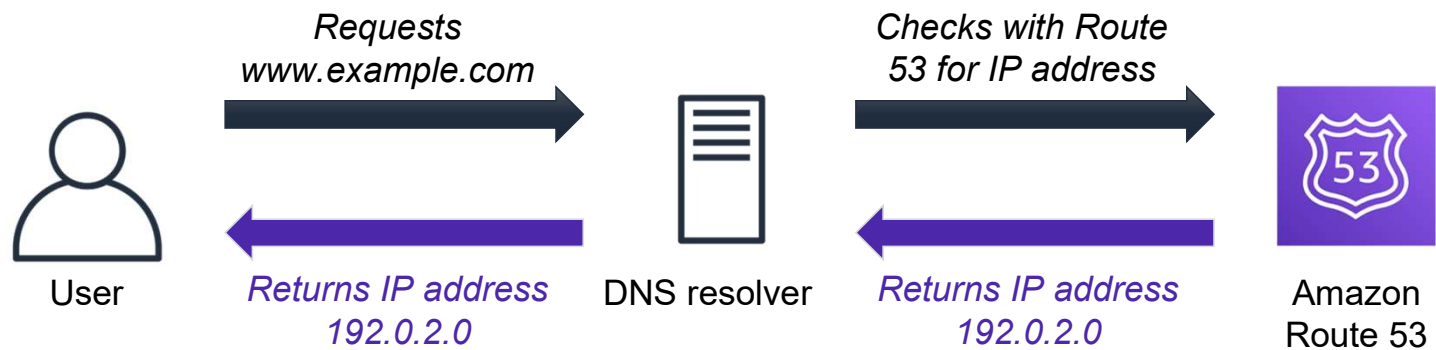 Requests
www.example.com
Checks with Route
53 for IP address
53
User
Returns IP address
192.0.2.0
DNS resolver
Returns IP address
192.0.2.0
Amazon
Route 53